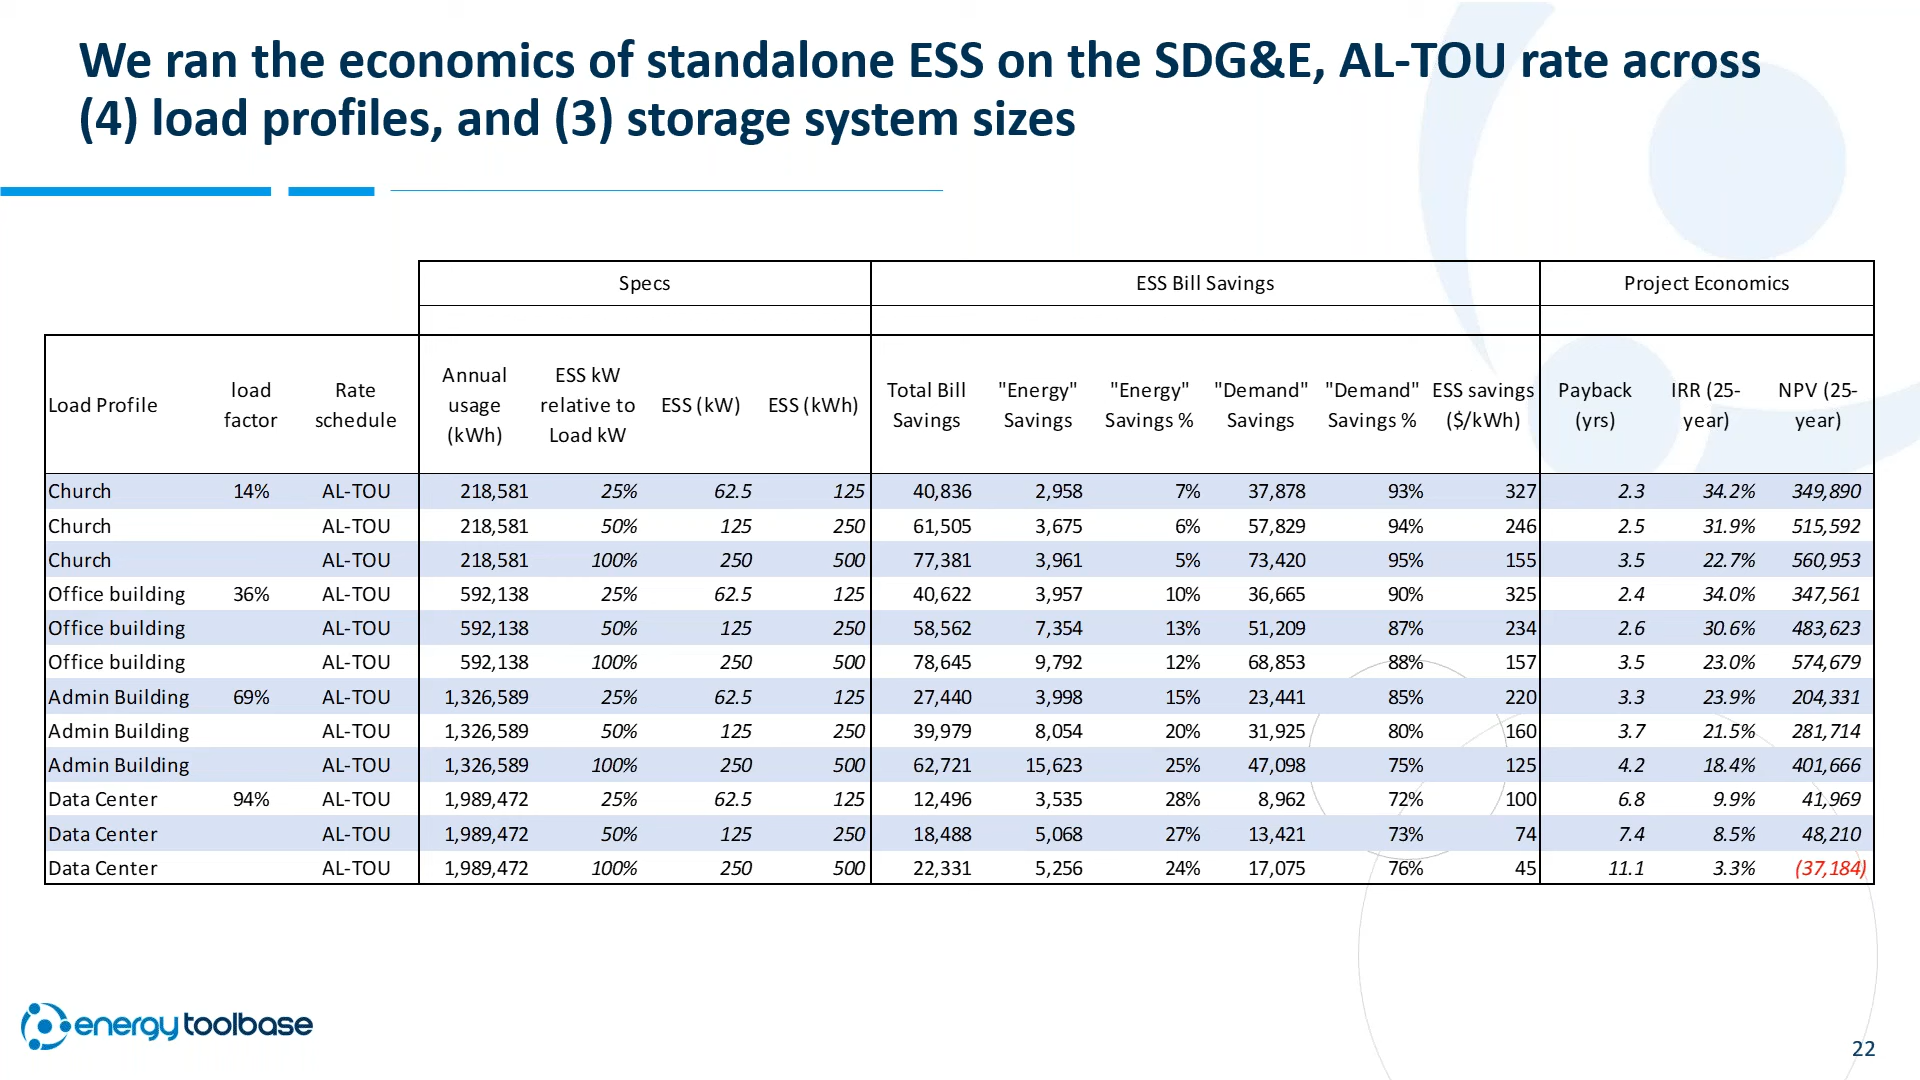 We ran the economics of standalone ESS on the SDG&E, AL-TOU rate across
(4) load profiles, and (3) storage system sizes
Specs ESS Bill Savings Project Economics
Load Profile load factor Rate schedule Annual usage (kWh) ESS kW relative to Load kW ESS (kW) ESS (kWh) Total Bill Savings "Energy" Savings "Energy" Savings % "Demand" Savings "Demand" Savings % ESS savings ($/kWh) Payback (yrs) IRR (25-year) NPV (25-year)
Church 14% AL-TOU 218,581 25% 62.5 125 40,836 2,958 7% 37,878 93% 327 2.3 34.2% 349,890
Church AL-TOU 218,581 50% 125 250 61,505 3,675 6% 57,829 94% 246 2.5 31.9% 515,592
Church AL-TOU 218,581 100% 250 500 77,381 3,961 5% 73,420 95% 155 3.5 22.7% 560,953
Office building 36% AL-TOU 592,138 25% 62.5 125 40,622 3,957 10% 36,665 90% 325 2.4 34.0% 347,561
Office building AL-TOU 592,138 50% 125 250 58,562 7,354 13% 51,209 87% 234 2.6 30.6% 483,623
Office building AL-TOU 592,138 100% 250 500 78,645 9,792 12% 68,853 88% 157 3.5 23.0% 574,679
Admin Building 69% AL-TOU 1,326,589 25% 62.5 125 27,440 3,998 15% 23,441 85% 220 3.3 23.9% 204,331
Admin Building AL-TOU 1,326,589 50% 125 250 39,979 8,054 20% 31,925 80% 160 3.7 21.5% 281,714
Admin Building AL-TOU 1,326,589 100% 250 500 62,721 15,623 25% 47,098 75% 125 4.2 18.4% 401,666
Data Center 94% AL-TOU 1,989,472 25% 62.5 125 12,496 3,535 28% 8,962 72% 100 6.8 9.9% 41,969
Data Center AL-TOU 1,989,472 50% 125 250 18,488 5,068 27% 13,421 73% 74 7.4 8.5% 48,210
Data Center AL-TOU 1,989,472 100% 250 500 22,331 5,256 24% 17,075 76% 45 11.1 3.3% (37,184)
energy toolbase
22